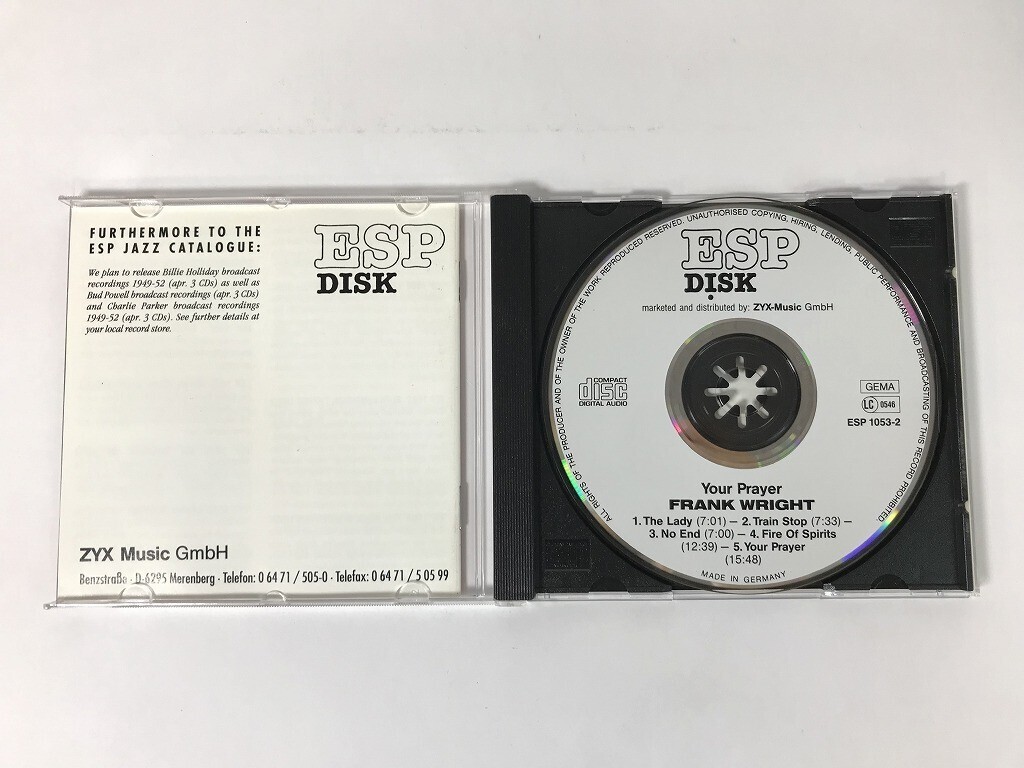 FURTHERMORE TO THE
ESP JAZZ CATALOGUE:
We plan to release Billie Holliday broadcast
recordings 1949-52 (apr. 3 CDs) as well as
Bud Powell broadcast recordings (apr. 3 CDs)
and Charlie Parker broadcast recordings
1949-52 (apr. 3 CDs). See further details at
your local record store.
ESP
DISK
ZYX Music GmbH
Benzstraße · D-6295 Merenberg · Telefon: 0 64 71 / 505-0 · Telefax: 0 64 71 / 5 05 99
ALL RIGHTS OF THE PRODUCER AND OF THE OWNER OF THE WORK REPRODUCED RESERVED. UNAUTHORISED COPYING, HIRING, LENDING, PUBLIC PERFORMANCE AND BROADCASTING OF THIS RECORD PROHIBITED
ESP
DISK
marketed and distributed by: ZYX-Music GmbH
COMPACT
disc
DIGITAL AUDIO
GEMA
LC 0546
ESP 1053-2
Your Prayer
FRANK WRIGHT
1. The Lady (7:01) – 2. Train Stop (7:33) –
3. No End (7:00) – 4. Fire Of Spirits
(12:39) – 5. Your Prayer
(15:48)
MADE IN GERMANY